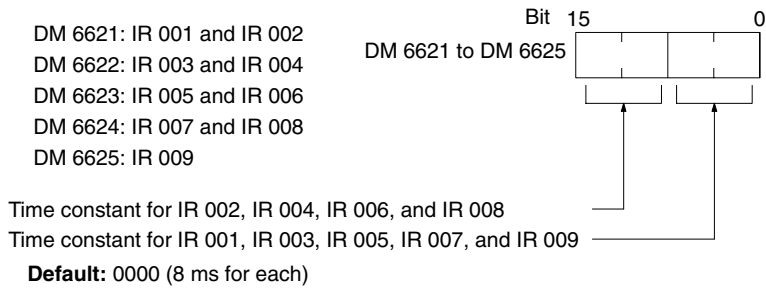 Bit 15 0
DM 6621: IR 001 and IR 002
DM 6621 to DM 6625
DM 6622: IR 003 and IR 004
DM 6623: IR 005 and IR 006
DM 6624: IR 007 and IR 008
DM 6625: IR 009
Time constant for IR 002, IR 004, IR 006, and IR 008
Time constant for IR 001, IR 003, IR 005, IR 007, and IR 009
Default: 0000 (8 ms for each)